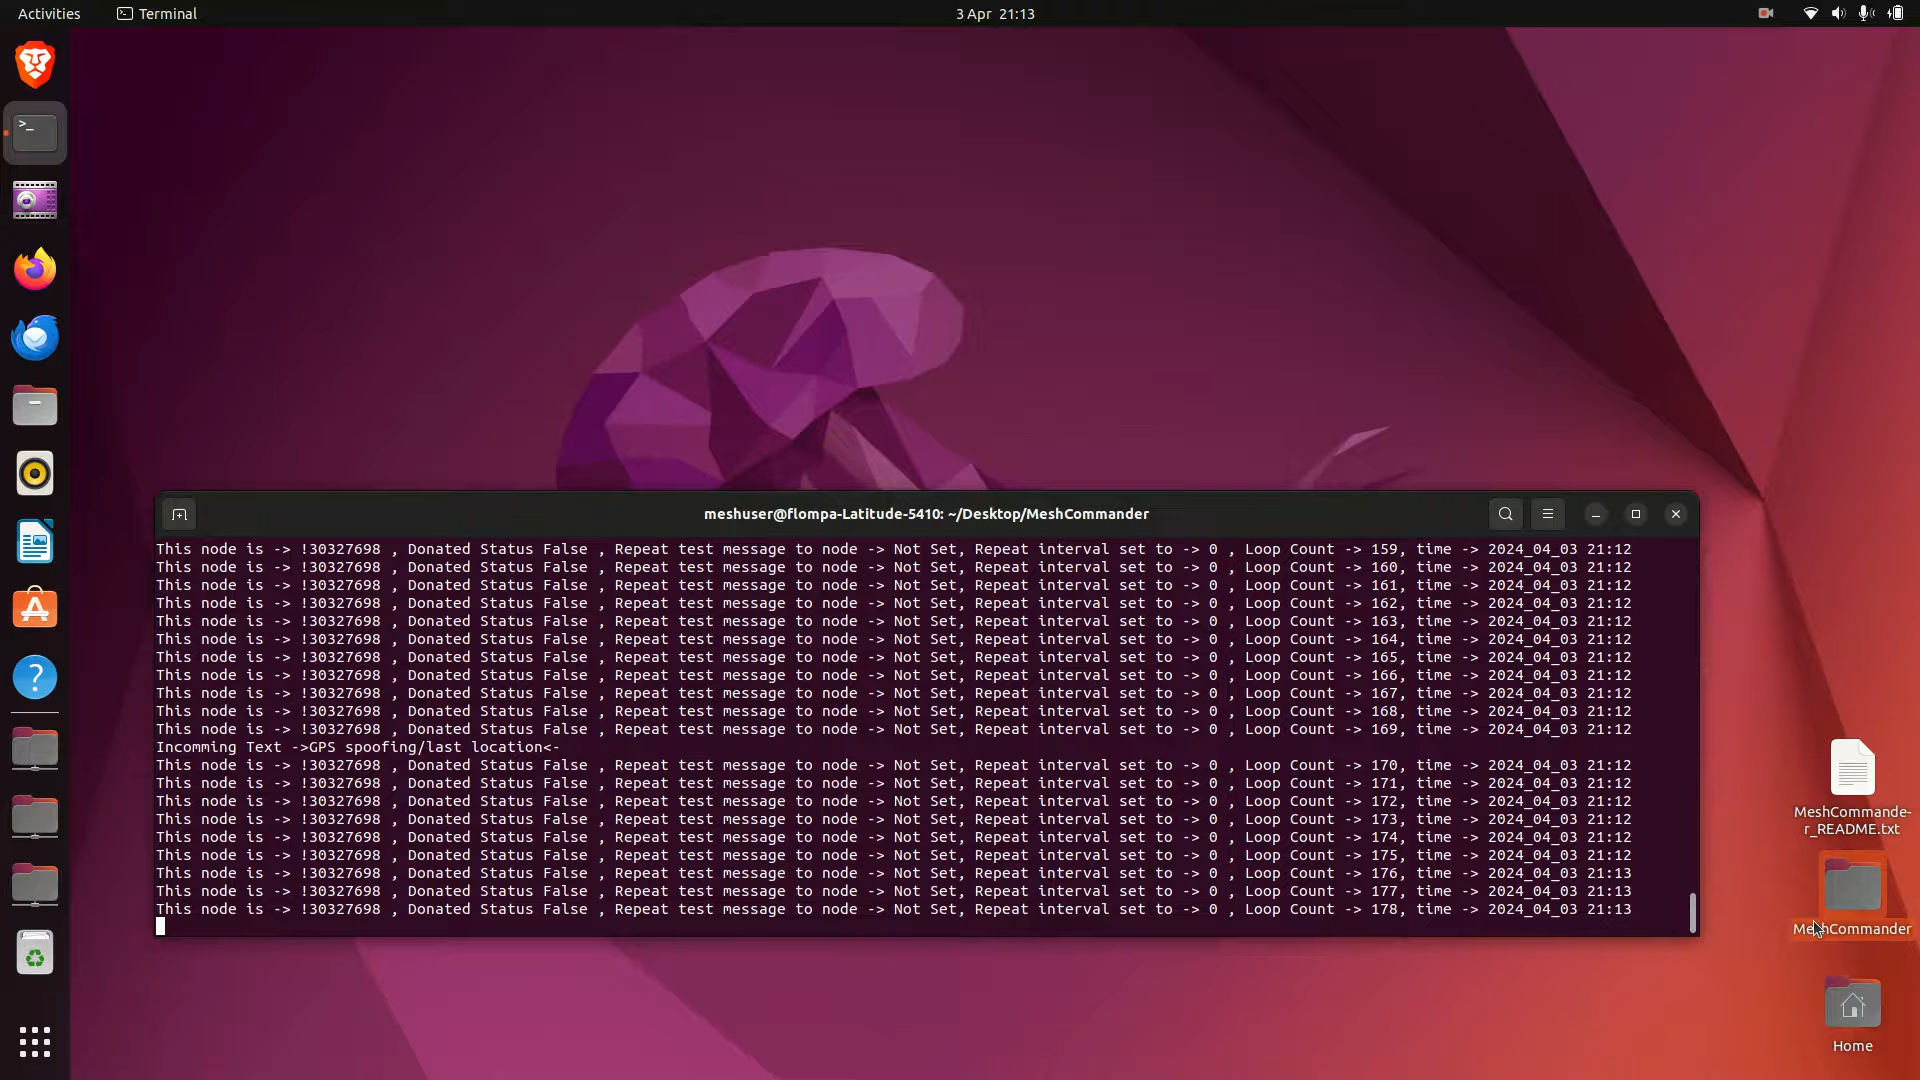 Activities
Terminal
3 Apr 21:13
meshuser@flompa-Latitude-5410: ~/Desktop/MeshCommander
This node is -> !30327698 , Donated Status False , Repeat test message to node -> Not Set, Repeat interval set to -> 0 , Loop Count -> 159, time -> 2024_04_03 21:12
This node is -> !30327698 , Donated Status False , Repeat test message to node -> Not Set, Repeat interval set to -> 0 , Loop Count -> 160, time -> 2024_04_03 21:12
This node is -> !30327698 , Donated Status False , Repeat test message to node -> Not Set, Repeat interval set to -> 0 , Loop Count -> 161, time -> 2024_04_03 21:12
This node is -> !30327698 , Donated Status False , Repeat test message to node -> Not Set, Repeat interval set to -> 0 , Loop Count -> 162, time -> 2024_04_03 21:12
This node is -> !30327698 , Donated Status False , Repeat test message to node -> Not Set, Repeat interval set to -> 0 , Loop Count -> 163, time -> 2024_04_03 21:12
This node is -> !30327698 , Donated Status False , Repeat test message to node -> Not Set, Repeat interval set to -> 0 , Loop Count -> 164, time -> 2024_04_03 21:12
This node is -> !30327698 , Donated Status False , Repeat test message to node -> Not Set, Repeat interval set to -> 0 , Loop Count -> 165, time -> 2024_04_03 21:12
This node is -> !30327698 , Donated Status False , Repeat test message to node -> Not Set, Repeat interval set to -> 0 , Loop Count -> 166, time -> 2024_04_03 21:12
This node is -> !30327698 , Donated Status False , Repeat test message to node -> Not Set, Repeat interval set to -> 0 , Loop Count -> 167, time -> 2024_04_03 21:12
This node is -> !30327698 , Donated Status False , Repeat test message to node -> Not Set, Repeat interval set to -> 0 , Loop Count -> 168, time -> 2024_04_03 21:12
This node is -> !30327698 , Donated Status False , Repeat test message to node -> Not Set, Repeat interval set to -> 0 , Loop Count -> 169, time -> 2024_04_03 21:12
Incomming Text ->GPS spoofing/last location<-
This node is -> !30327698 , Donated Status False , Repeat test message to node -> Not Set, Repeat interval set to -> 0 , Loop Count -> 170, time -> 2024_04_03 21:12
This node is -> !30327698 , Donated Status False , Repeat test message to node -> Not Set, Repeat interval set to -> 0 , Loop Count -> 171, time -> 2024_04_03 21:12
This node is -> !30327698 , Donated Status False , Repeat test message to node -> Not Set, Repeat interval set to -> 0 , Loop Count -> 172, time -> 2024_04_03 21:12
This node is -> !30327698 , Donated Status False , Repeat test message to node -> Not Set, Repeat interval set to -> 0 , Loop Count -> 173, time -> 2024_04_03 21:12
This node is -> !30327698 , Donated Status False , Repeat test message to node -> Not Set, Repeat interval set to -> 0 , Loop Count -> 174, time -> 2024_04_03 21:12
This node is -> !30327698 , Donated Status False , Repeat test message to node -> Not Set, Repeat interval set to -> 0 , Loop Count -> 175, time -> 2024_04_03 21:12
This node is -> !30327698 , Donated Status False , Repeat test message to node -> Not Set, Repeat interval set to -> 0 , Loop Count -> 176, time -> 2024_04_03 21:13
This node is -> !30327698 , Donated Status False , Repeat test message to node -> Not Set, Repeat interval set to -> 0 , Loop Count -> 177, time -> 2024_04_03 21:13
This node is -> !30327698 , Donated Status False , Repeat test message to node -> Not Set, Repeat interval set to -> 0 , Loop Count -> 178, time -> 2024_04_03 21:13
MeshCommande-
r_README.txt
MeshCommander
Home